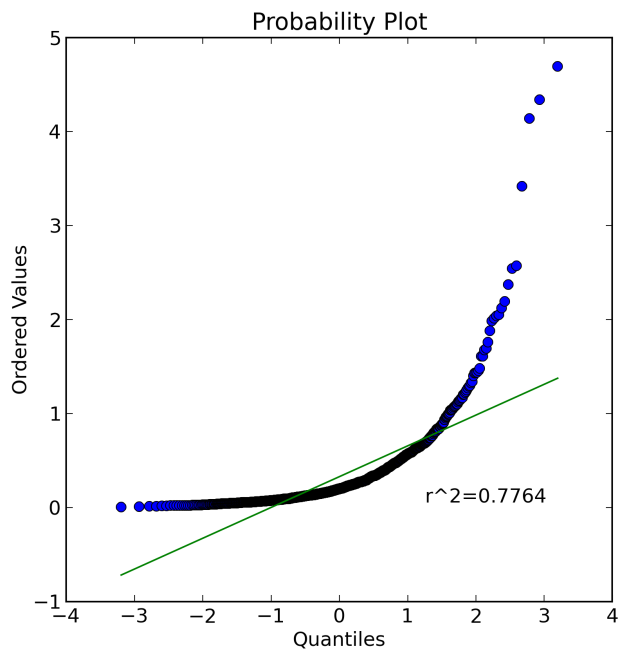 Probability Plot
5
4
3
2
1
0
−1
Ordered Values
r^2=0.7764
−4 −3 −2 −1 0 1 2 3 4
Quantiles